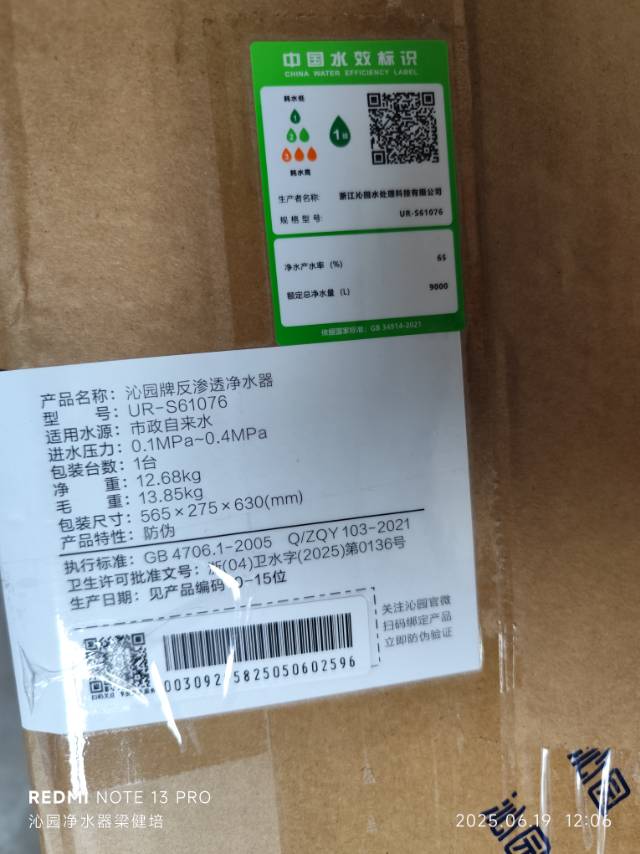 中国水效标识
CHINA WATER EFFICIENCY LABEL
耗水低
1
2
3
耗水高
1级
生产者名称: 浙江沁园水处理科技有限公司
规格型号: UR-S61076
净水产水率 (%) 65
额定总净水量 (L) 9000
依据国家标准: GB 34914-2021
产品名称: 沁园牌反渗透净水器
型 号: UR-S61076
适用水源: 市政自来水
进水压力: 0.1MPa~0.4MPa
包装台数: 1台
净 重: 12.68kg
毛 重: 13.85kg
包装尺寸: 565×275×630(mm)
产品特性: 防伪
执行标准: GB 4706.1-2005 Q/ZQY 103-2021
卫生许可批准文号: 浙(04)卫水字(2025)第0136号
生产日期: 见产品编码 -15位
关注沁园官微
扫码绑定产品
立即防伪验证
003092 5825050602596
沁园
沁园
REDMI NOTE 13 PRO
沁园净水器梁健培
2025.06.19 12:06